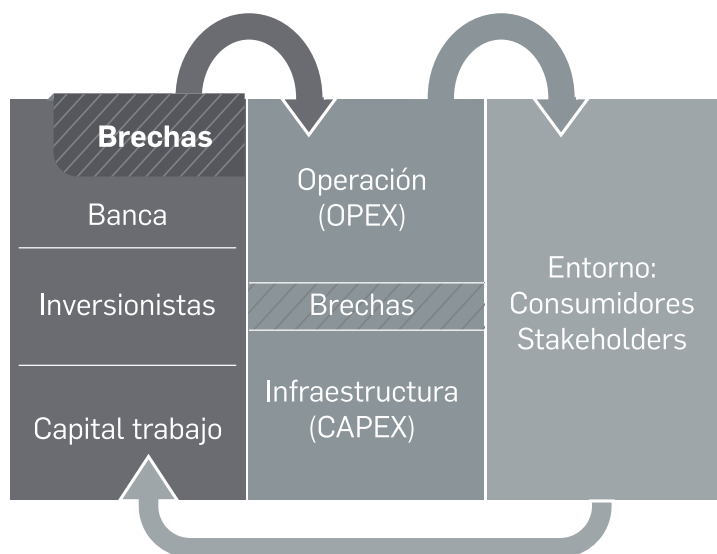 Brechas
Banca
Inversionistas
Capital trabajo
Operación
(OPEX)
Brechas
Infraestructura
(CAPEX)
Entorno:
Consumidores
Stakeholders